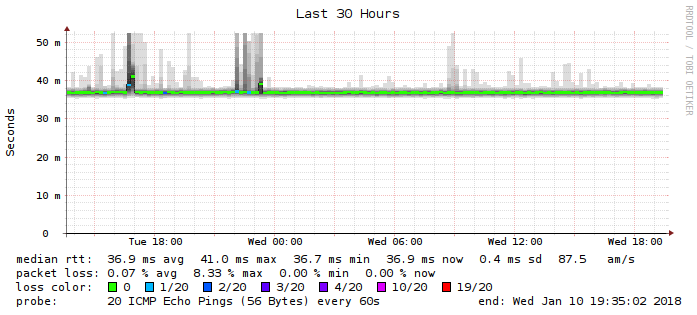 Last 30 Hours
RRDTOOL / TOBI OETIKER
Seconds
50 m
40 m
30 m
20 m
10 m
0
Tue 18:00 Wed 00:00 Wed 06:00 Wed 12:00 Wed 18:00
median rtt: 36.9 ms avg 41.0 ms max 36.7 ms min 36.9 ms now 0.4 ms sd 87.5 am/s
packet loss: 0.07 % avg 8.33 % max 0.00 % min 0.00 % now
loss color: 0 1/20 2/20 3/20 4/20 10/20 19/20
probe: 20 ICMP Echo Pings (56 Bytes) every 60s end: Wed Jan 10 19:35:02 2018